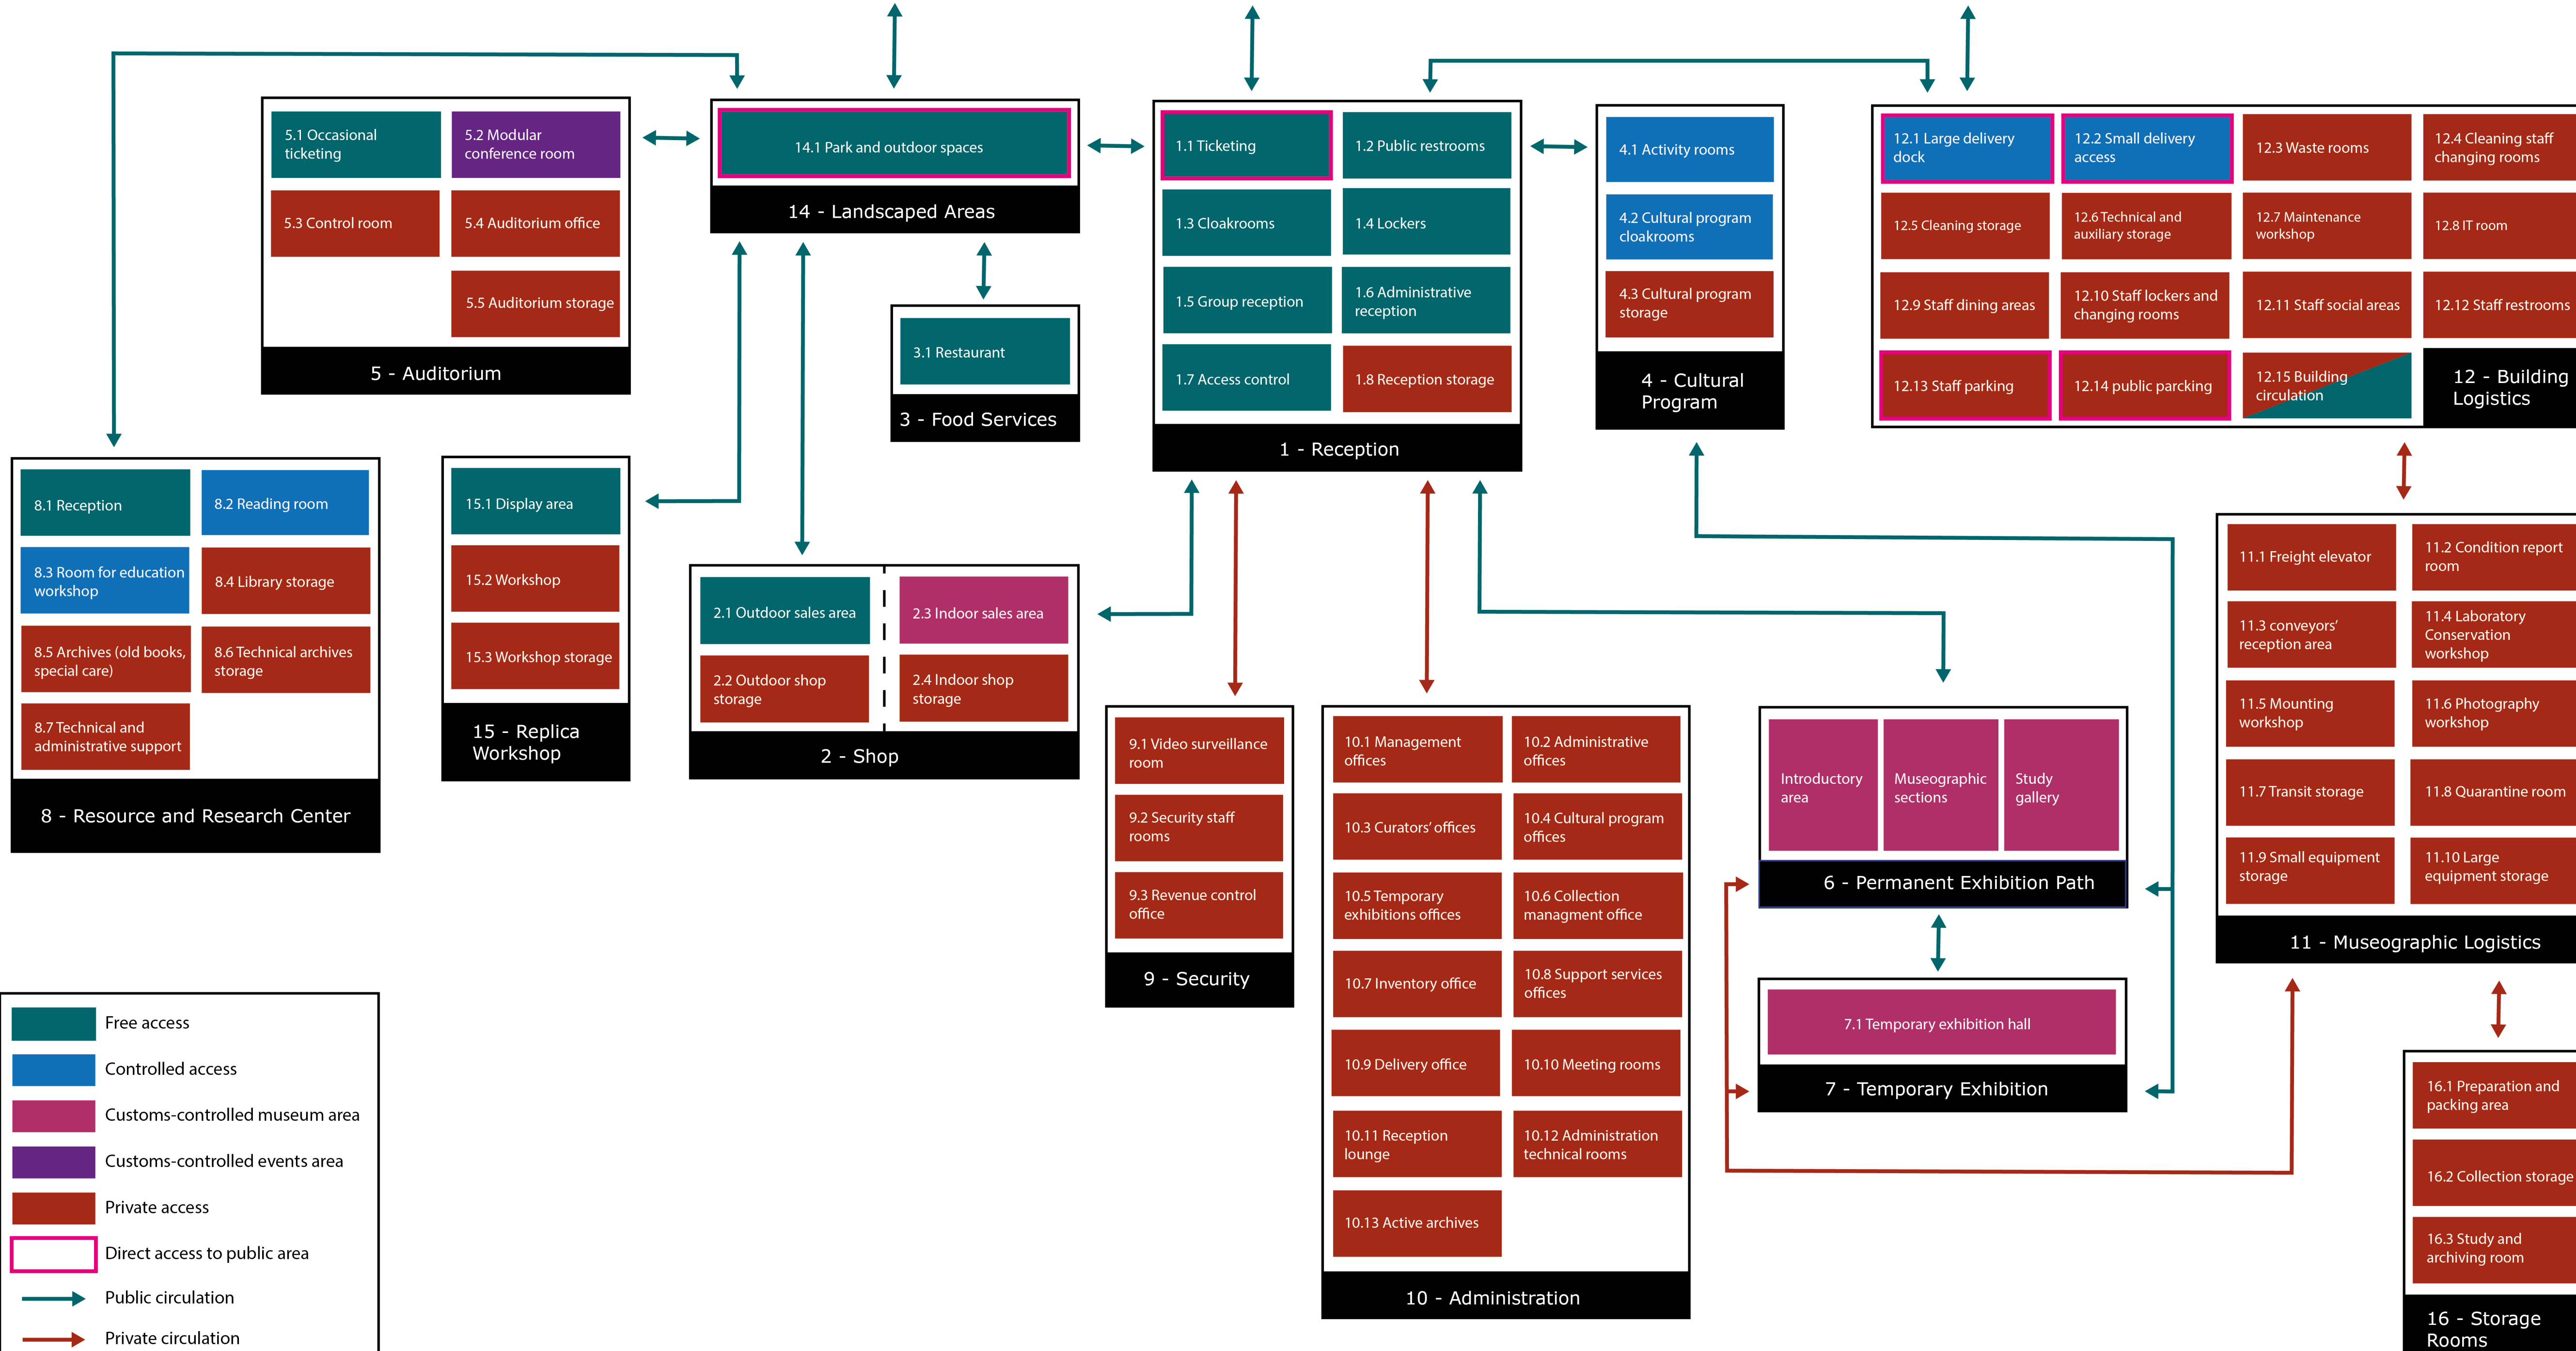 5.1 Occasional
ticketing
5.2 Modular
conference room
5.3 Control room
5.4 Auditorium office
5.5 Auditorium storage
5 - Auditorium
14.1 Park and outdoor spaces
14 - Landscaped Areas
3.1 Restaurant
3 - Food Services
1.1 Ticketing
1.2 Public restrooms
1.3 Cloakrooms
1.4 Lockers
1.5 Group reception
1.6 Administrative
reception
1.7 Access control
1.8 Reception storage
1 - Reception
4.1 Activity rooms
4.2 Cultural program
cloakrooms
4.3 Cultural program
storage
4 - Cultural
Program
12.1 Large delivery
dock
12.2 Small delivery
access
12.3 Waste rooms
12.4 Cleaning staff
changing rooms
12.5 Cleaning storage
12.6 Technical and
auxiliary storage
12.7 Maintenance
workshop
12.8 IT room
12.9 Staff dining areas
12.10 Staff lockers and
changing rooms
12.11 Staff social areas
12.12 Staff restrooms
12.13 Staff parking
12.14 public parcking
12.15 Building
circulation
12 - Building
Logistics
8.1 Reception
8.2 Reading room
8.3 Room for education
workshop
8.4 Library storage
8.5 Archives (old books,
special care)
8.6 Technical archives
storage
8.7 Technical and
administrative support
8 - Resource and Research Center
15.1 Display area
15.2 Workshop
15.3 Workshop storage
15 - Replica
Workshop
2.1 Outdoor sales area
2.3 Indoor sales area
2.2 Outdoor shop
storage
2.4 Indoor shop
storage
2 - Shop
9.1 Video surveillance
room
9.2 Security staff
rooms
9.3 Revenue control
office
9 - Security
10.1 Management
offices
10.2 Administrative
offices
10.3 Curators’ offices
10.4 Cultural program
offices
10.5 Temporary
exhibitions offices
10.6 Collection
managment office
10.7 Inventory office
10.8 Support services
offices
10.9 Delivery office
10.10 Meeting rooms
10.11 Reception
lounge
10.12 Administration
technical rooms
10.13 Active archives
10 - Administration
Introductory
area
Museographic
sections
Study
gallery
6 - Permanent Exhibition Path
7.1 Temporary exhibition hall
7 - Temporary Exhibition
11.1 Freight elevator
11.2 Condition report
room
11.3 conveyors’
reception area
11.4 Laboratory
Conservation
workshop
11.5 Mounting
workshop
11.6 Photography
workshop
11.7 Transit storage
11.8 Quarantine room
11.9 Small equipment
storage
11.10 Large
equipment storage
11 - Museographic Logistics
16.1 Preparation and
packing area
16.2 Collection storage
16.3 Study and
archiving room
16 - Storage
Rooms
Free access
Controlled access
Customs-controlled museum area
Customs-controlled events area
Private access
Direct access to public area
Public circulation
Private circulation